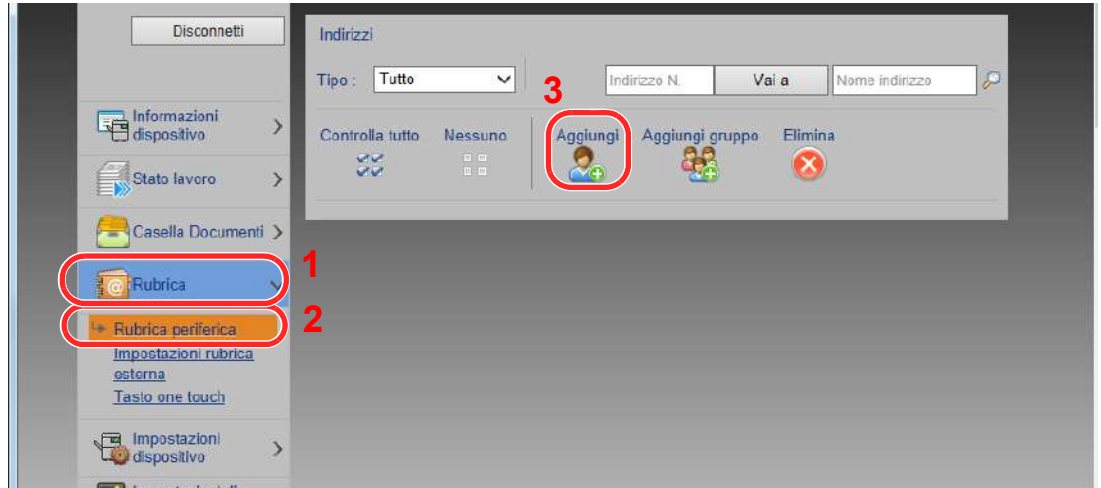 Disconnetti
Informazioni
dispositivo
Stato lavoro
Casella Documenti
Rubrica
1
Rubrica periferica
2
Impostazioni rubrica
esterna
Tasto one touch
Impostazioni
dispositivo
Indirizzi
Tipo : Tutto
Indirizzo N. Vai a Nome indirizzo
3
Controlla tutto Nessuno Aggiungi Aggiungi gruppo Elimina